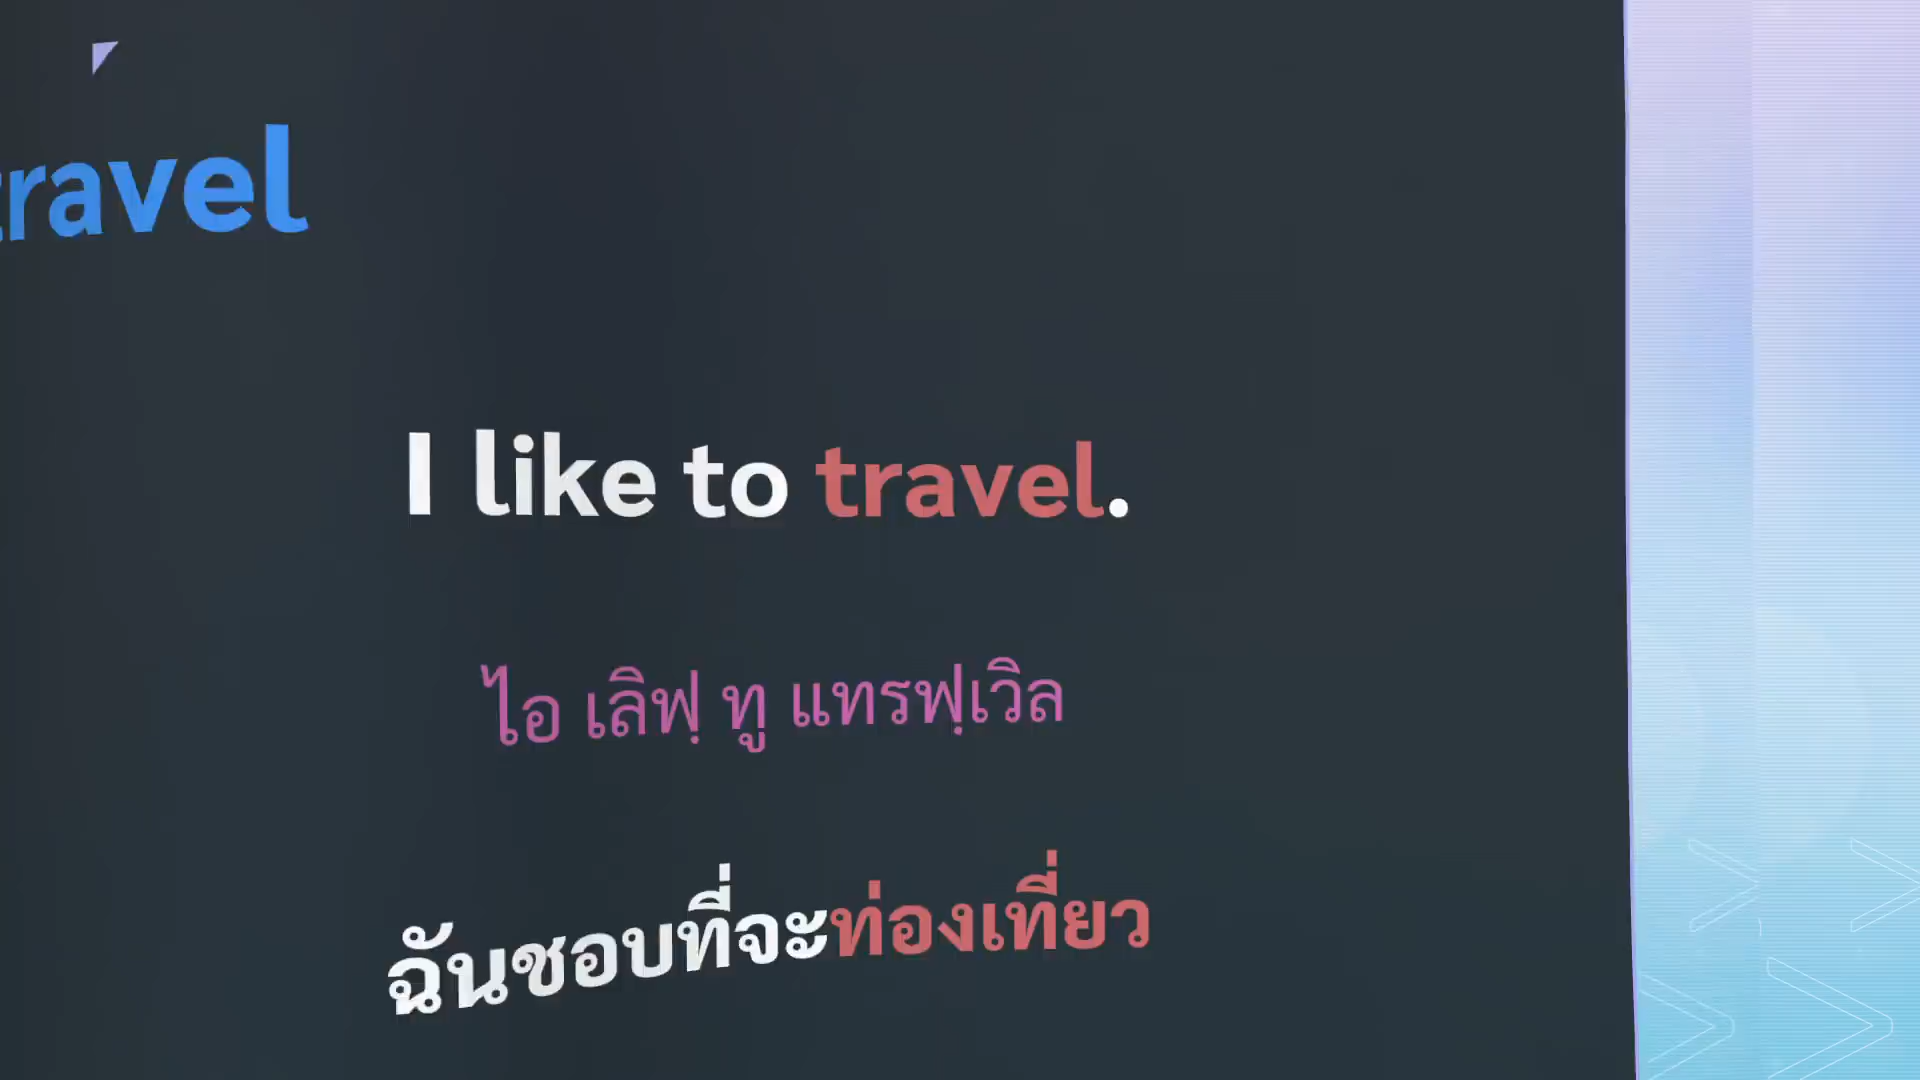 travel
I like to travel.
ไอ เลิฟฺ ทู แทรฟฺเวิล
ฉันชอบที่จะท่องเที่ยว